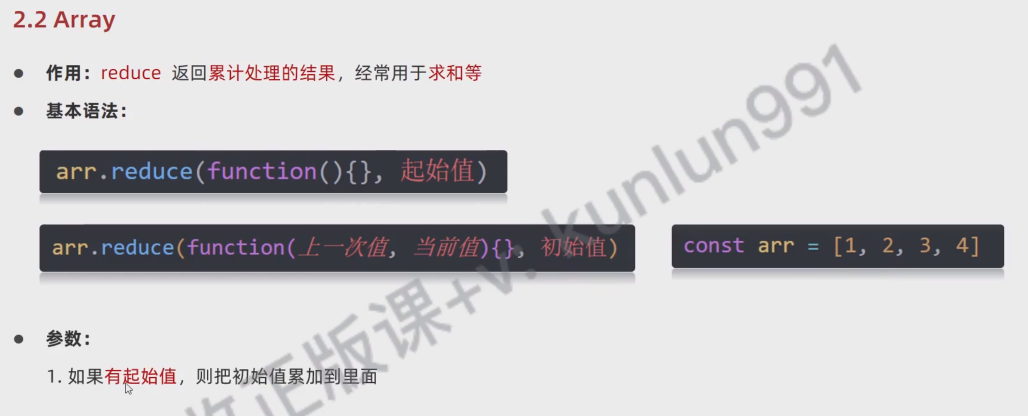 2.2 Array
作用：reduce 返回累计处理的结果，经常用于求和等
基本语法：
arr.reduce(function(){}, 起始值)
arr.reduce(function(上一次值, 当前值){}, 初始值)
const arr = [1, 2, 3, 4]
参数：
1. 如果有起始值，则把初始值累加到里面
正版课+v: kunlun991